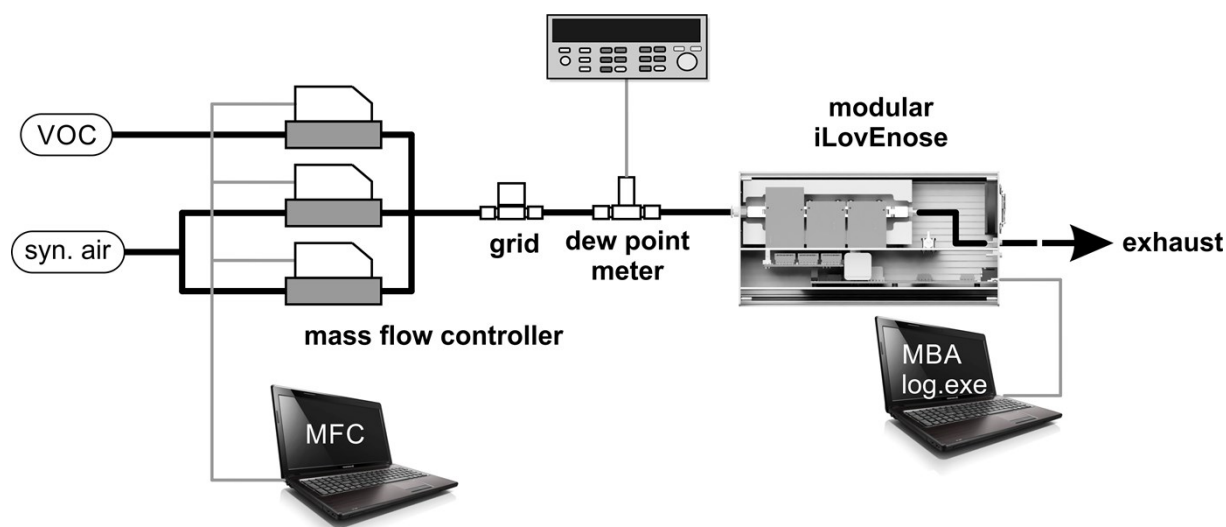 modular
iLovEnose
VOC
syn. air
grid
dew point
meter
exhaust
mass flow controller
MFC
MBA
log.exe